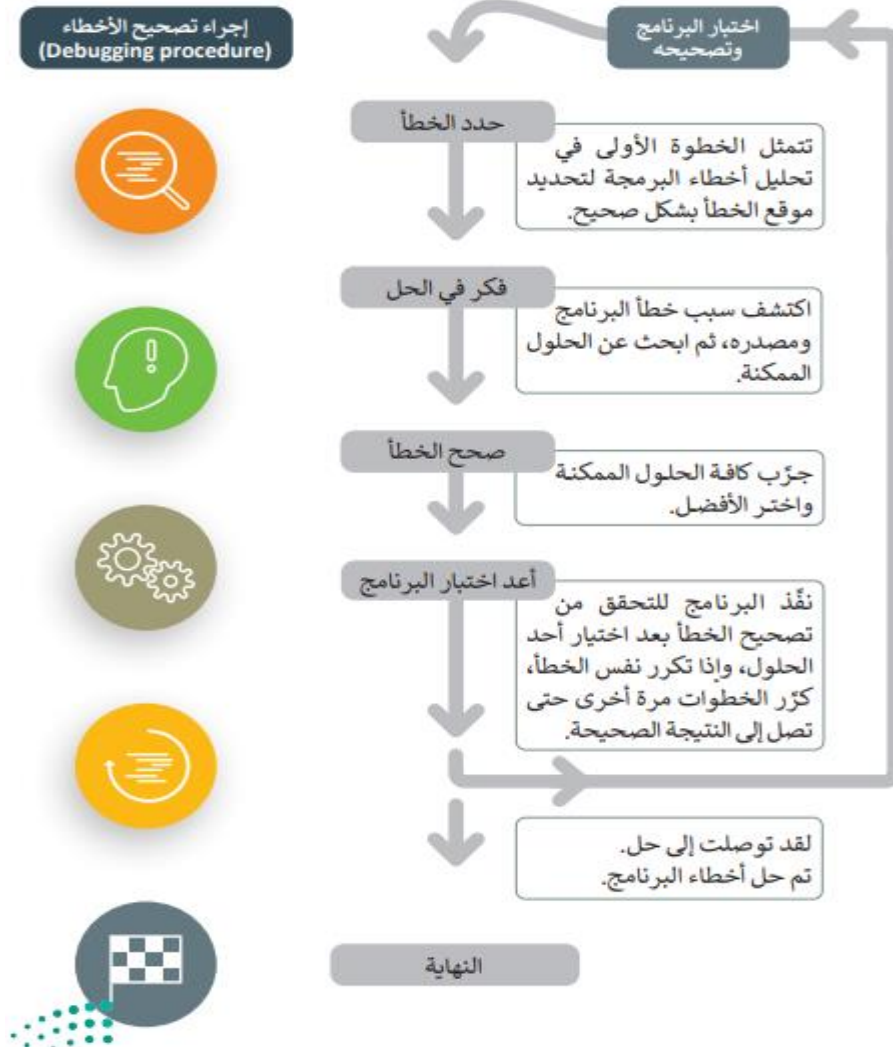 اختبار البرنامج
وتصحيحه
إجراء تصحيح الأخطاء
(Debugging procedure)
حدد الخطأ
تتمثل الخطوة الأولى في
تحليل أخطاء البرمجة لتحديد
موقع الخطأ بشكل صحيح.
فكر في الحل
اكتشف سبب خطأ البرنامج
ومصدره، ثم ابحث عن الحلول
الممكنة.
صحح الخطأ
جرّب كافة الحلول الممكنة
واختر الأفضل.
أعد اختبار البرنامج
نفَّذ البرنامج للتحقق من
تصحيح الخطأ بعد اختيار أحد
الحلول، وإذا تكرر نفس الخطأ،
كرّر الخطوات مرة أخرى حتى
تصل إلى النتيجة الصحيحة.
لقد توصلت إلى حل.
تم حل أخطاء البرنامج.
النهاية